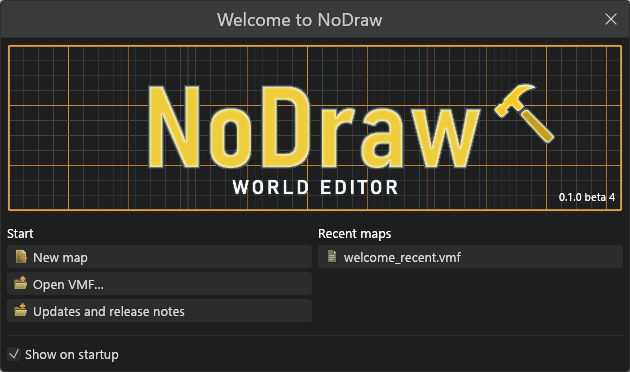 Welcome to NoDraw
NoDraw
WORLD EDITOR
0.1.0 beta 4
Start
New map
Open VMF...
Updates and release notes
Recent maps
welcome_recent.vmf
Show on startup